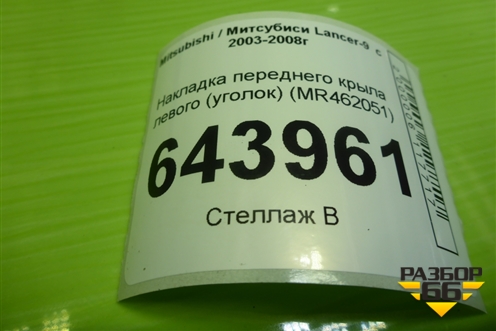 Mitsubishi / Митсубиси Lancer-9 с
2003-2008г
Накладка переднего крыла
левого (уголок) (MR462051)
643961
Стеллаж В
РАЗБОР
66